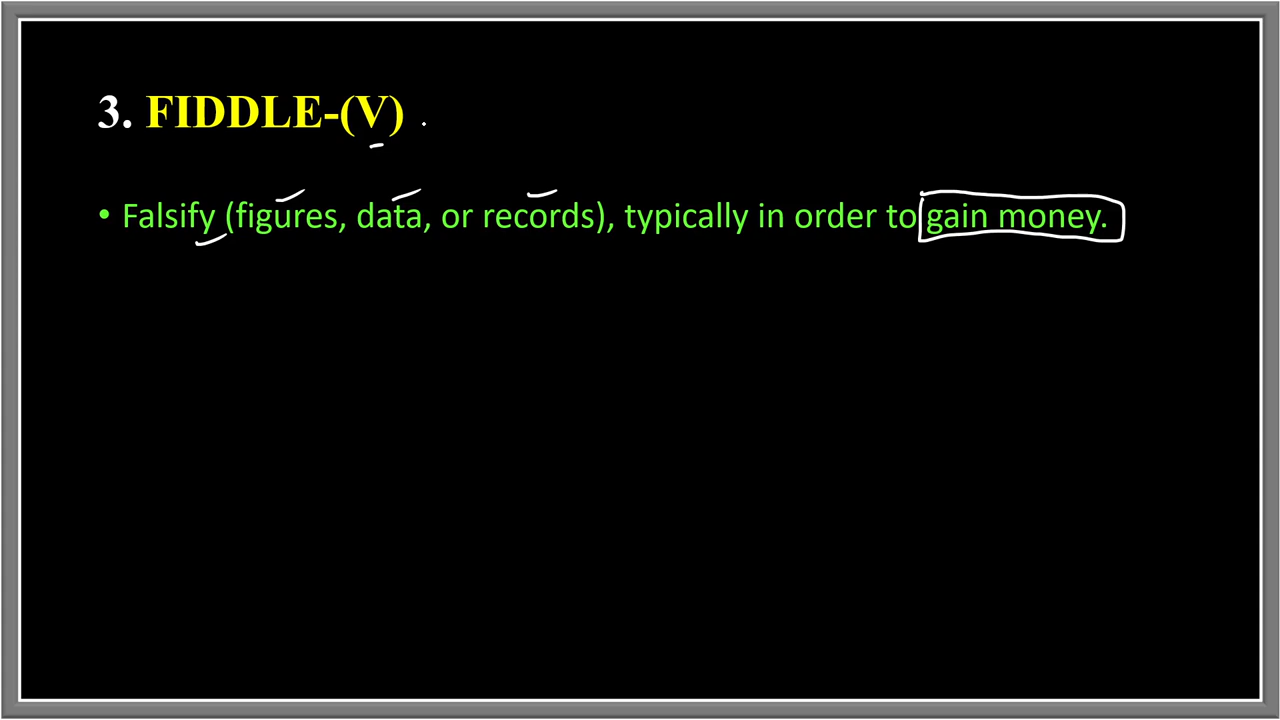 3. FIDDLE-(V)
• Falsify (figures, data, or records), typically in order to gain money.